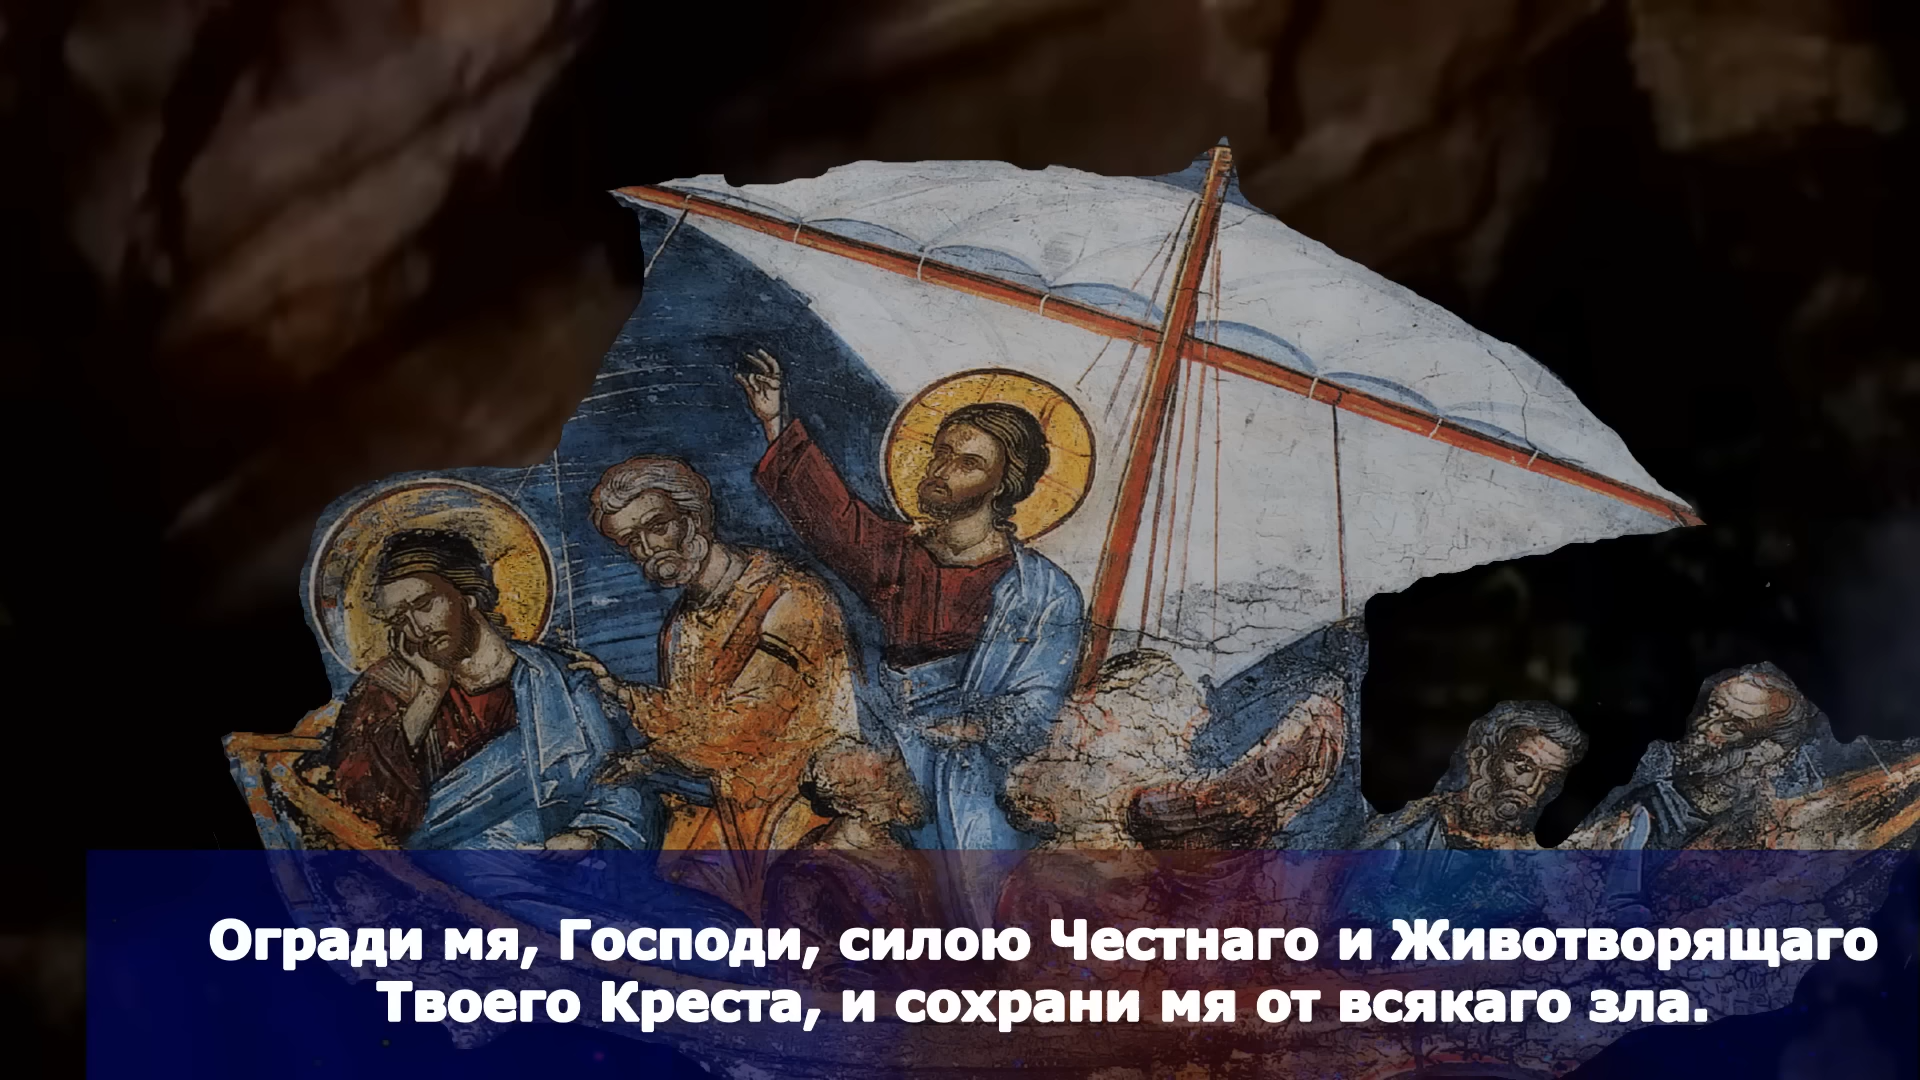 Огради мя, Господи, силою Честнаго и Животворящаго
Твоего Креста, и сохрани мя от всякаго зла.